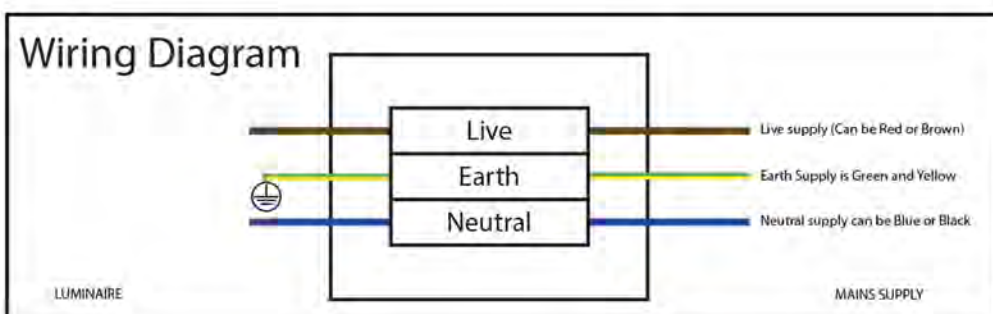 Wiring Diagram
Live
Live supply (Can be Red or Brown)
Earth
Earth Supply is Green and Yellow
Neutral
Neutral supply can be Blue or Black
LUMINAIRE
MAINS SUPPLY